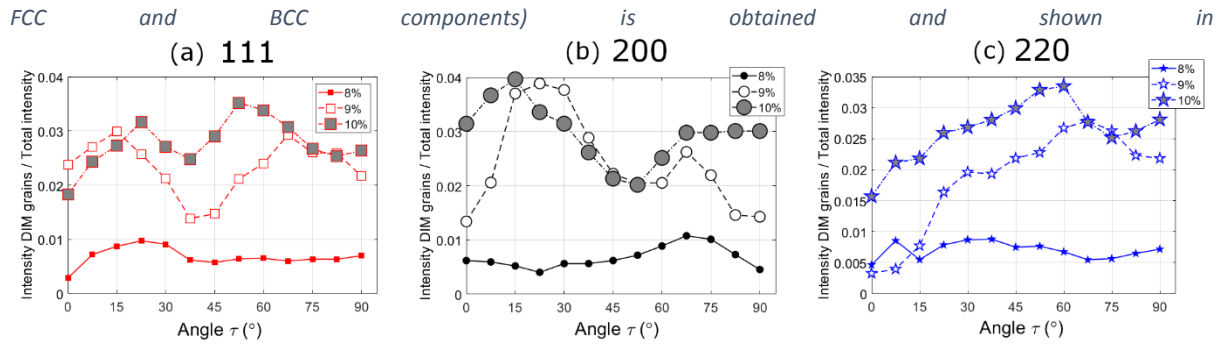 FCC and BCC components) is obtained and shown in
(a) 111
(b) 200
(c) 220
Intensity DIM grains / Total intensity
0.04
0.03
0.02
0.01
0
0 15 30 45 60 75 90
Angle τ (°)
8%
9%
10%
Intensity DIM grains / Total intensity
0.04
0.03
0.02
0.01
0
0 15 30 45 60 75 90
Angle τ (°)
8%
9%
10%
Intensity DIM grains / Total intensity
0.035
0.03
0.025
0.02
0.015
0.01
0.005
0
0 15 30 45 60 75 90
Angle τ (°)
8%
9%
10%